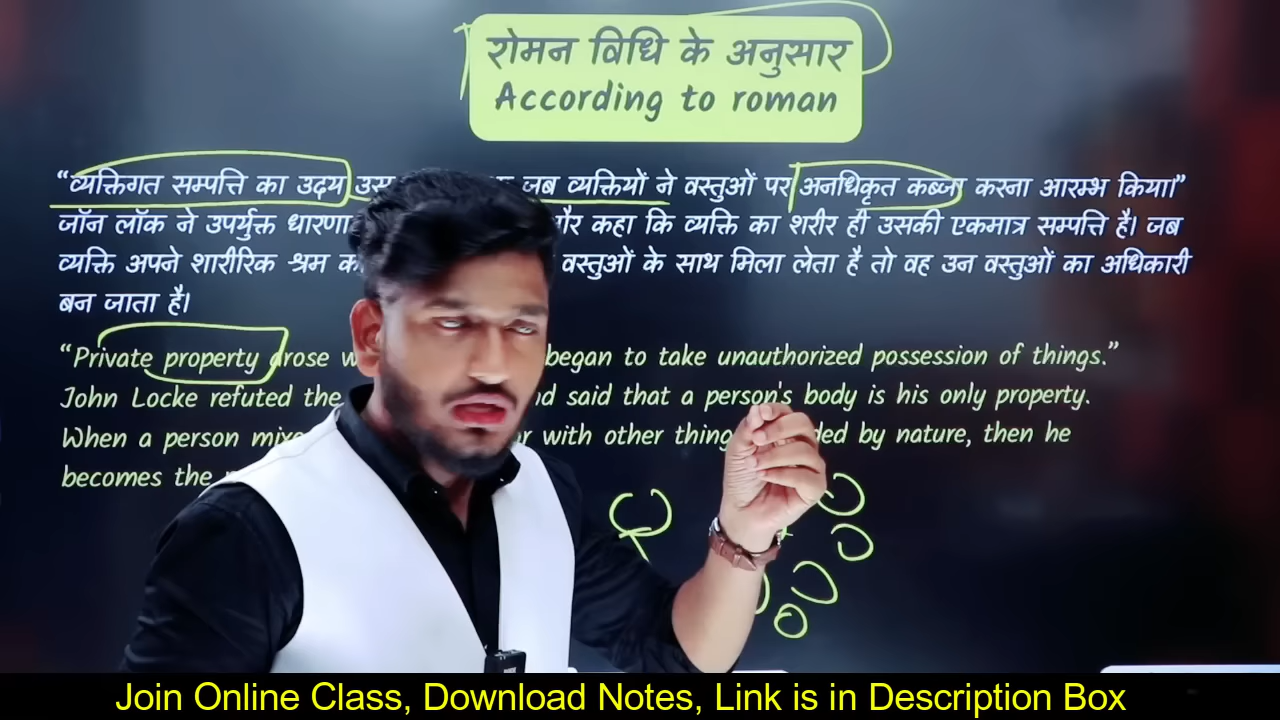 रोमन विधि के अनुसार
According to roman
“व्यक्तिगत सम्पत्ति का उदय जब व्यक्तियों ने वस्तुओं पर अनधिकृत कब्जा करना आरम्भ किया।”
जॉन लॉक ने उपर्युक्त धारणा कहा कि व्यक्ति का शरीर ही उसकी एकमात्र सम्पत्ति है। जब
व्यक्ति अपने शारीरिक श्रम वस्तुओं के साथ मिला लेता है तो वह उन वस्तुओं का अधिकारी
बन जाता है।
“Private property arose began to take unauthorized possession of things.”
John Locke refuted the said that a person's body is his only property.
When a person with other by nature, then he
becomes the
Join Online Class, Download Notes, Link is in Description Box